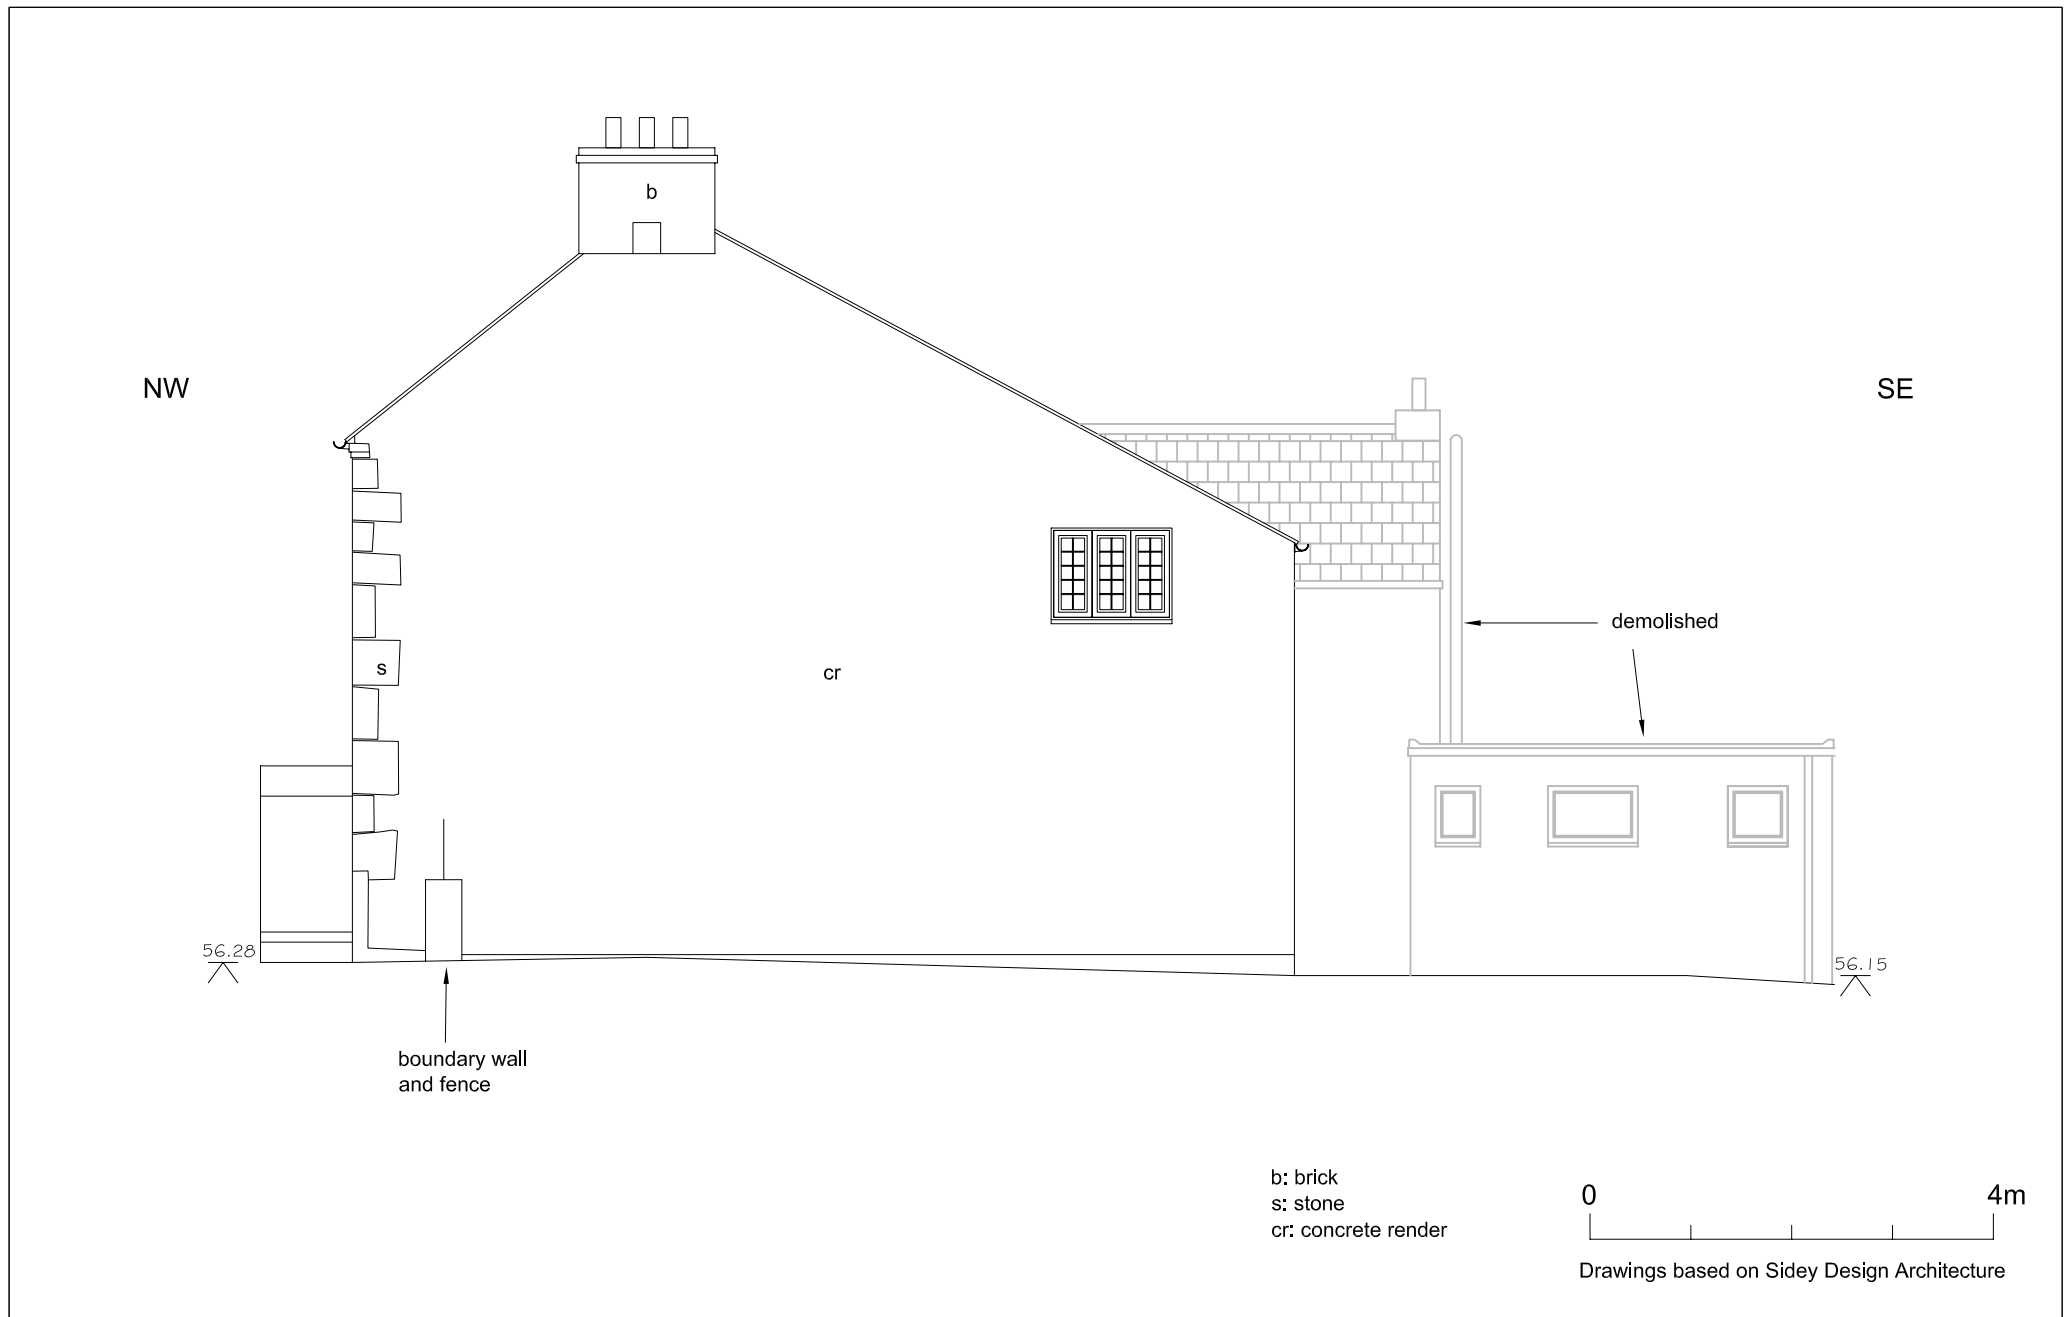 b
NW
SE
demolished
s
cr
56.28
56.15
boundary wall
and fence
b: brick
s: stone
cr: concrete render
0
4m
Drawings based on Sidey Design Architecture